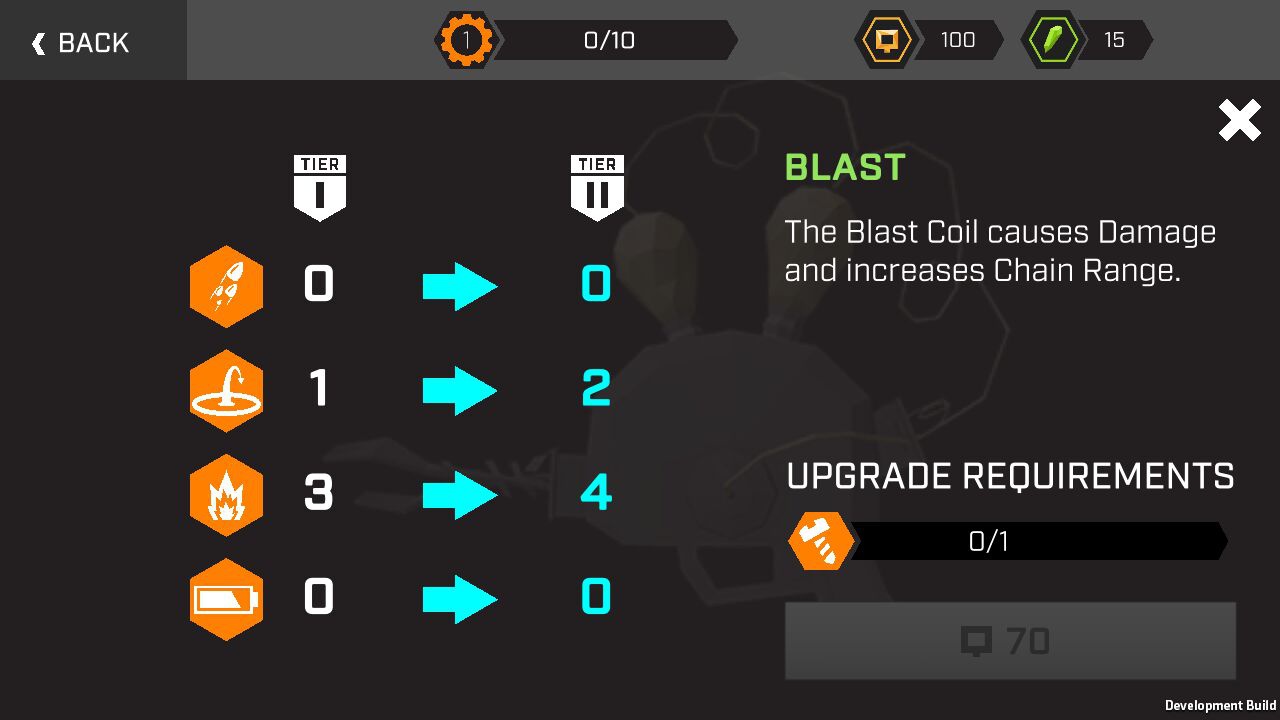 BACK
1
0/10
100
15
TIER
I
TIER
II
BLAST
The Blast Coil causes Damage
and increases Chain Range.
0
0
1
2
3
4
0
0
UPGRADE REQUIREMENTS
0/1
70
Development Build